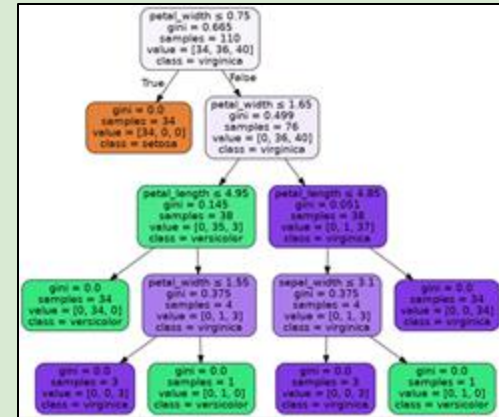 petal_width ≤ 0.75
gini = 0.665
samples = 110
value = [34, 36, 40]
class = virginica
True
False
gini = 0.0
samples = 34
value = [34, 0, 0]
class = setosa
petal_width ≤ 1.65
gini = 0.499
samples = 76
value = [0, 36, 40]
class = virginica
petal_length ≤ 4.95
gini = 0.145
samples = 38
value = [0, 35, 3]
class = versicolor
petal_length ≤ 4.85
gini = 0.051
samples = 38
value = [0, 1, 37]
class = virginica
gini = 0.0
samples = 34
value = [0, 34, 0]
class = versicolor
petal_width ≤ 1.55
gini = 0.375
samples = 4
value = [0, 1, 3]
class = virginica
sepal_width ≤ 3.1
gini = 0.375
samples = 4
value = [0, 1, 3]
class = virginica
gini = 0.0
samples = 34
value = [0, 0, 34]
class = virginica
gini = 0.0
samples = 3
value = [0, 0, 3]
class = virginica
gini = 0.0
samples = 1
value = [0, 1, 0]
class = versicolor
gini = 0.0
samples = 3
value = [0, 0, 3]
class = virginica
gini = 0.0
samples = 1
value = [0, 1, 0]
class = versicolor